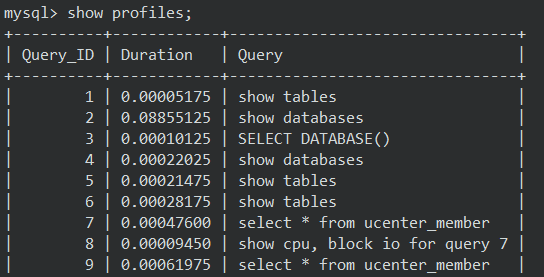 mysql> show profiles;
+----------+------------+-------------------------------+
| Query_ID | Duration   | Query                         |
+----------+------------+-------------------------------+
|        1 | 0.00005175 | show tables                   |
|        2 | 0.08855125 | show databases                |
|        3 | 0.00010125 | SELECT DATABASE()             |
|        4 | 0.00022025 | show databases                |
|        5 | 0.00021475 | show tables                   |
|        6 | 0.00028175 | show tables                   |
|        7 | 0.00047600 | select * from ucenter_member  |
|        8 | 0.00009450 | show cpu, block io for query 7 |
|        9 | 0.00061975 | select * from ucenter_member  |